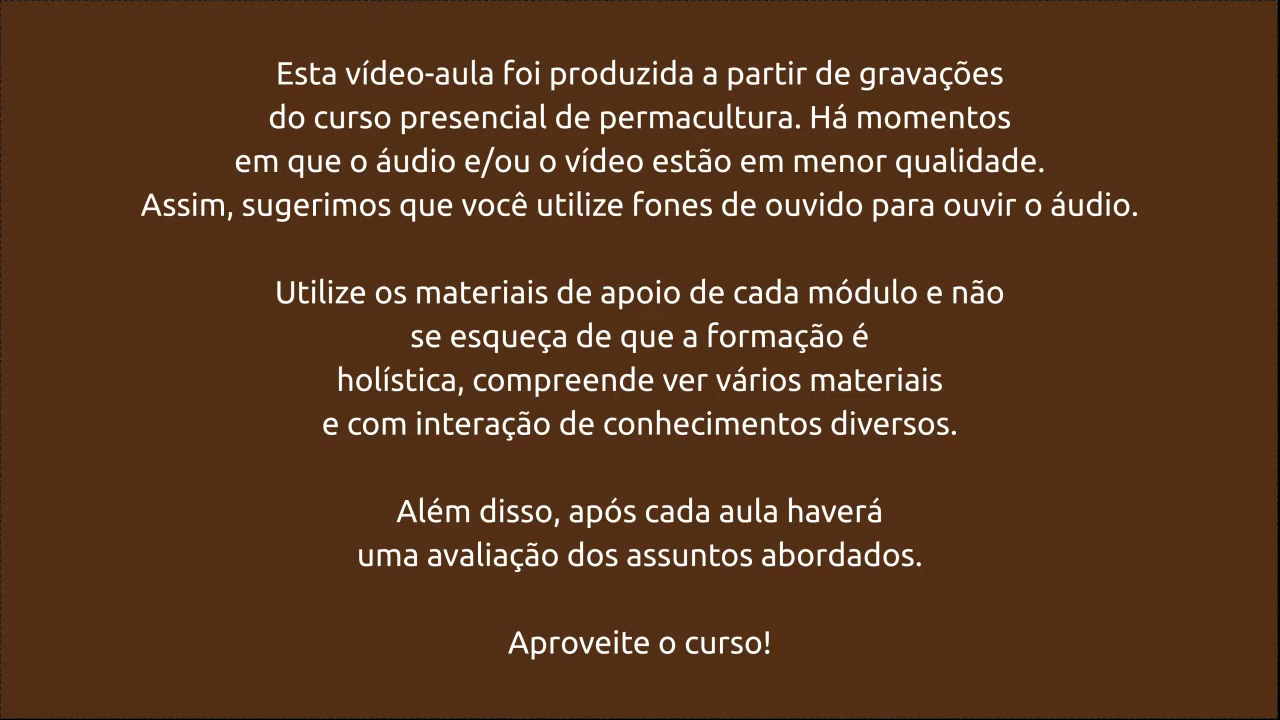 Esta vídeo-aula foi produzida a partir de gravações
do curso presencial de permacultura. Há momentos
em que o áudio e/ou o vídeo estão em menor qualidade.
Assim, sugerimos que você utilize fones de ouvido para ouvir o áudio.
Utilize os materiais de apoio de cada módulo e não
se esqueça de que a formação é
holística, compreende ver vários materiais
e com interação de conhecimentos diversos.
Além disso, após cada aula haverá
uma avaliação dos assuntos abordados.
Aproveite o curso!